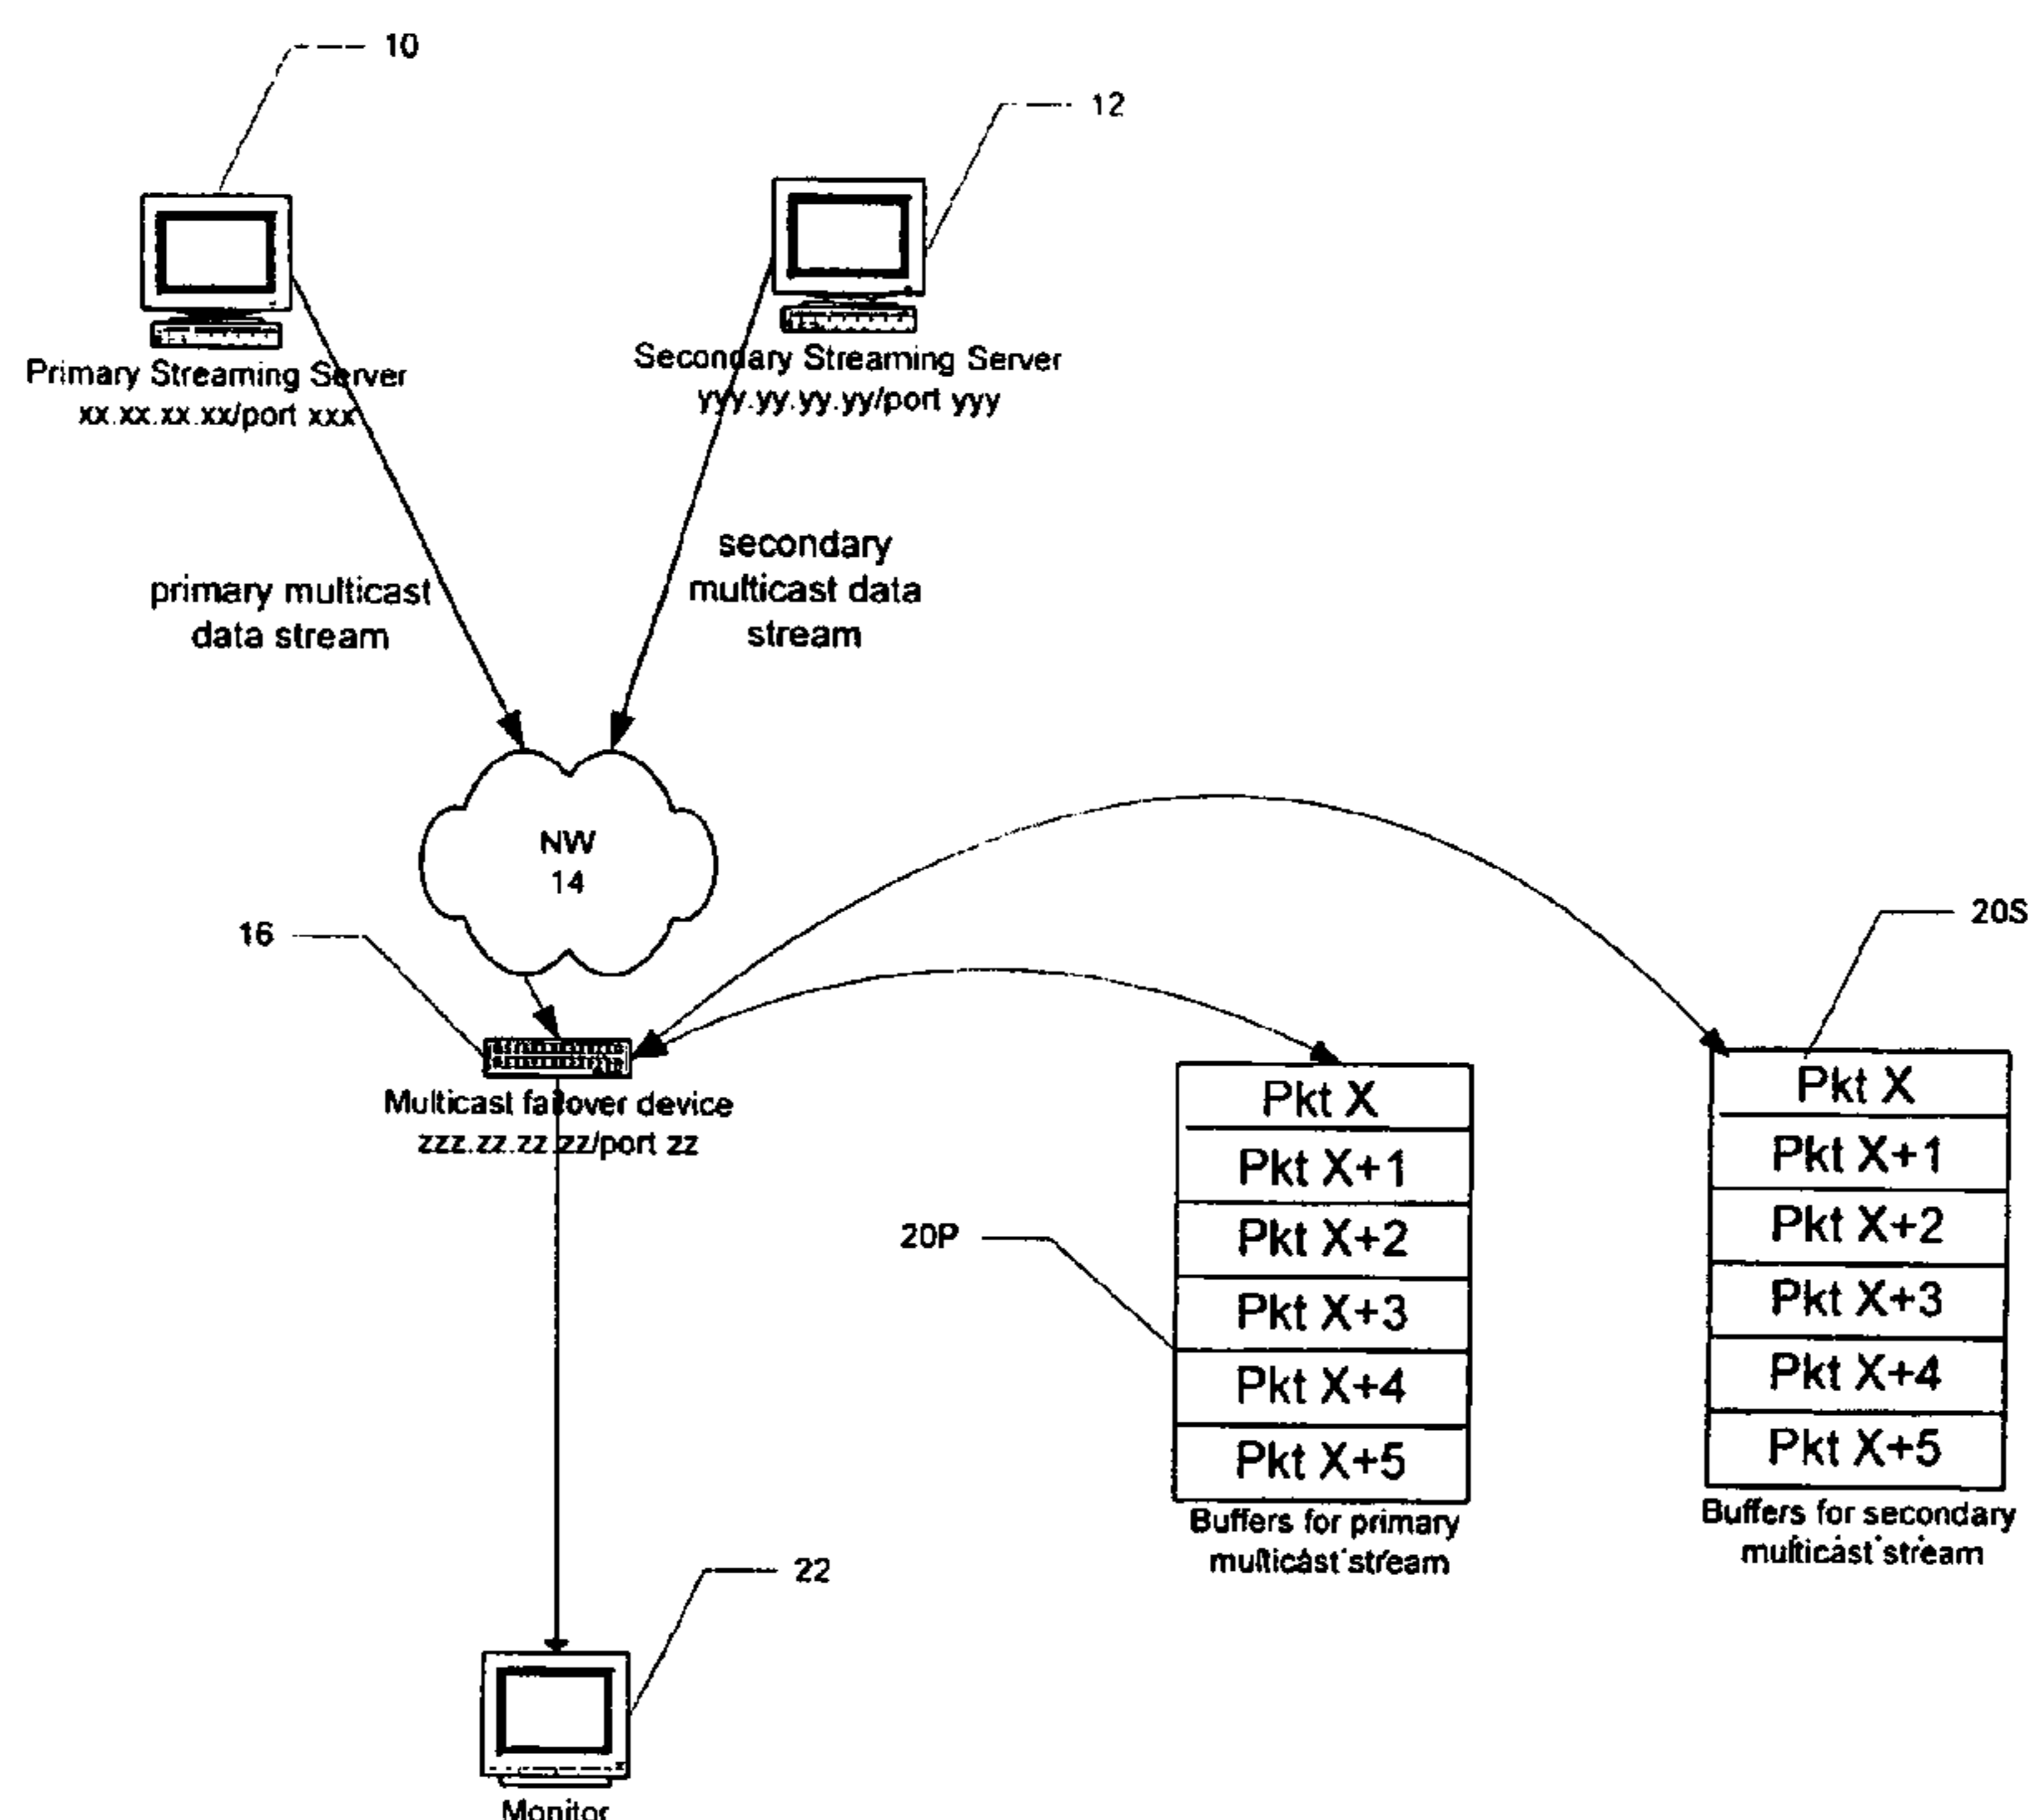 10
12
Primary Streaming Server
xx.xx.xx.xx/port xxx
Secondary Streaming Server
yyy.yy.yy.yy/port yyy
primary multicast
data stream
secondary
multicast data
stream
NW
14
16
20S
Multicast failover device
zzz.zz.zz.zz/port zz
Pkt X
Pkt X+1
Pkt X+2
Pkt X+3
Pkt X+4
Pkt X+5
Buffers for primary
multicast stream
20P
Pkt X
Pkt X+1
Pkt X+2
Pkt X+3
Pkt X+4
Pkt X+5
Buffers for secondary
multicast stream
22
Monitor